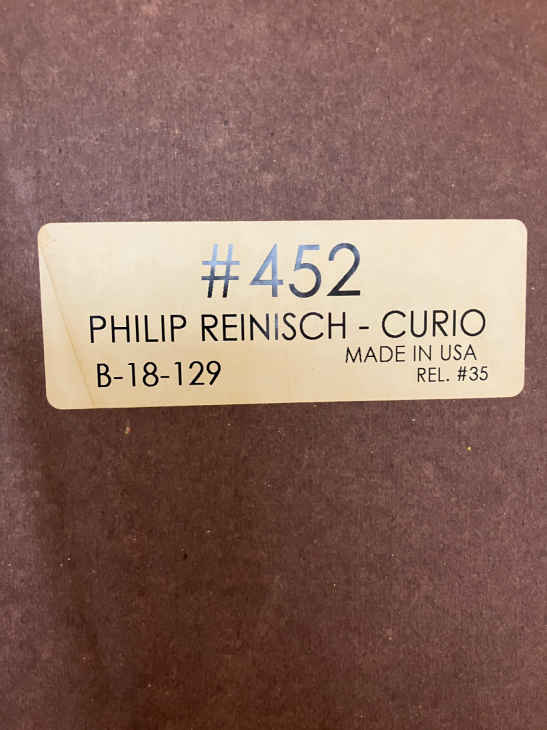 #452
PHILIP REINISCH - CURIO
MADE IN USA
B-18-129
REL. #35